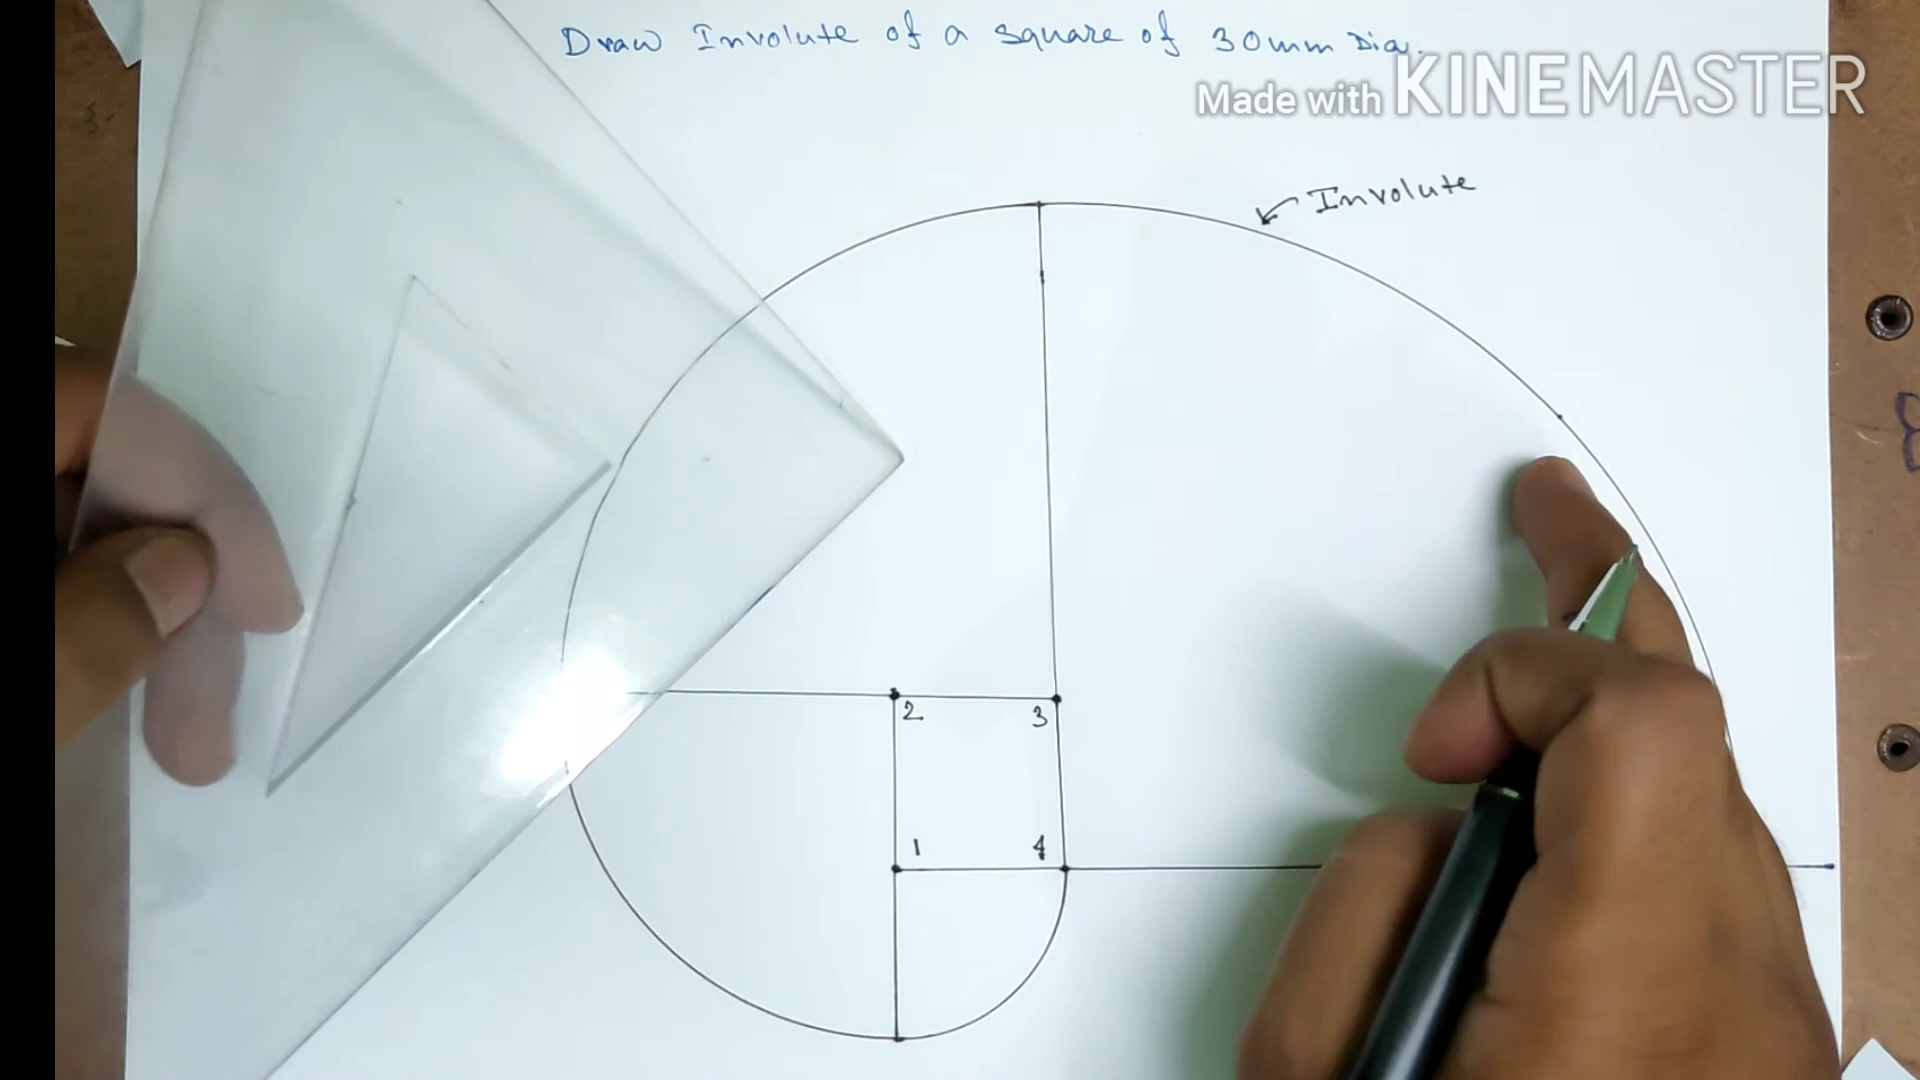 Draw Involute of a square of 30mm Dia.
Made with KINEMASTER
Involute
2 3
1 4